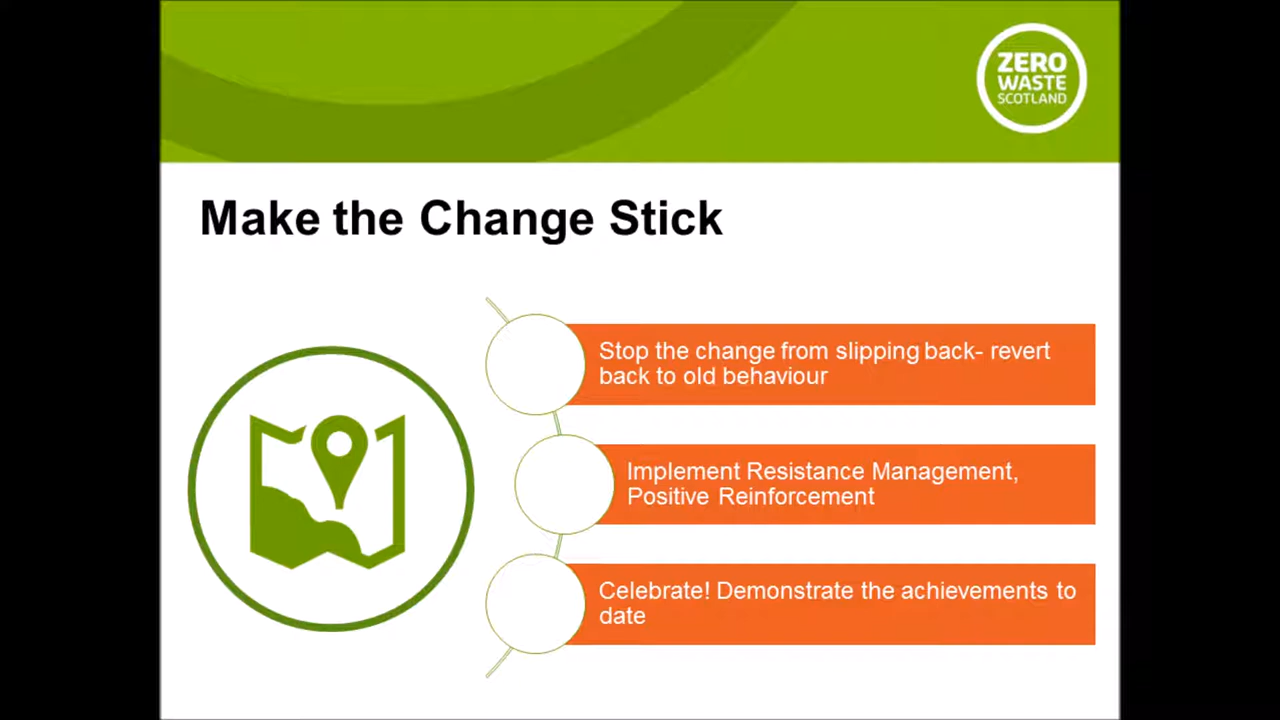 ZERO
WASTE
SCOTLAND
Make the Change Stick
Stop the change from slipping back- revert
back to old behaviour
Implement Resistance Management,
Positive Reinforcement
Celebrate! Demonstrate the achievements to
date